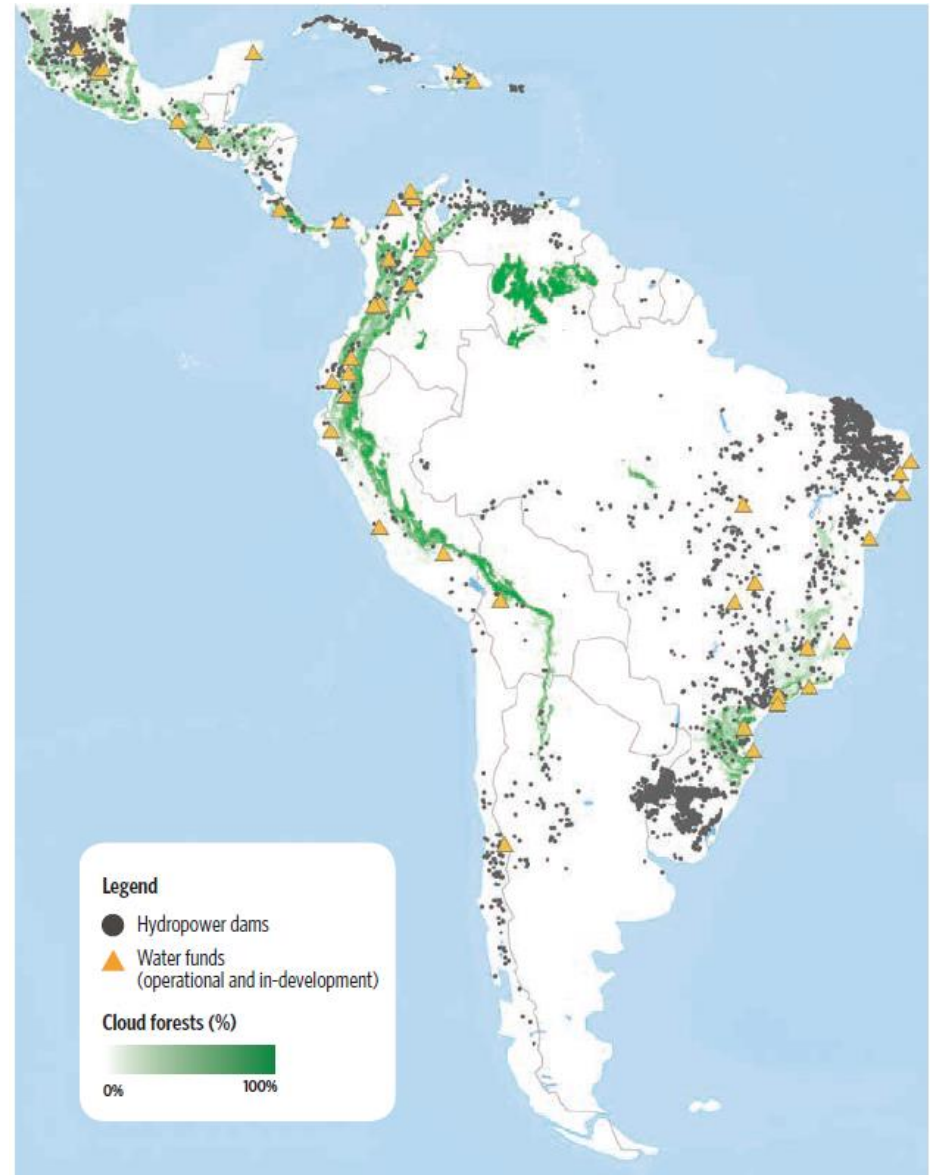 Legend
Hydropower dams
Water funds
(operational and in-development)
Cloud forests (%)
0% 100%